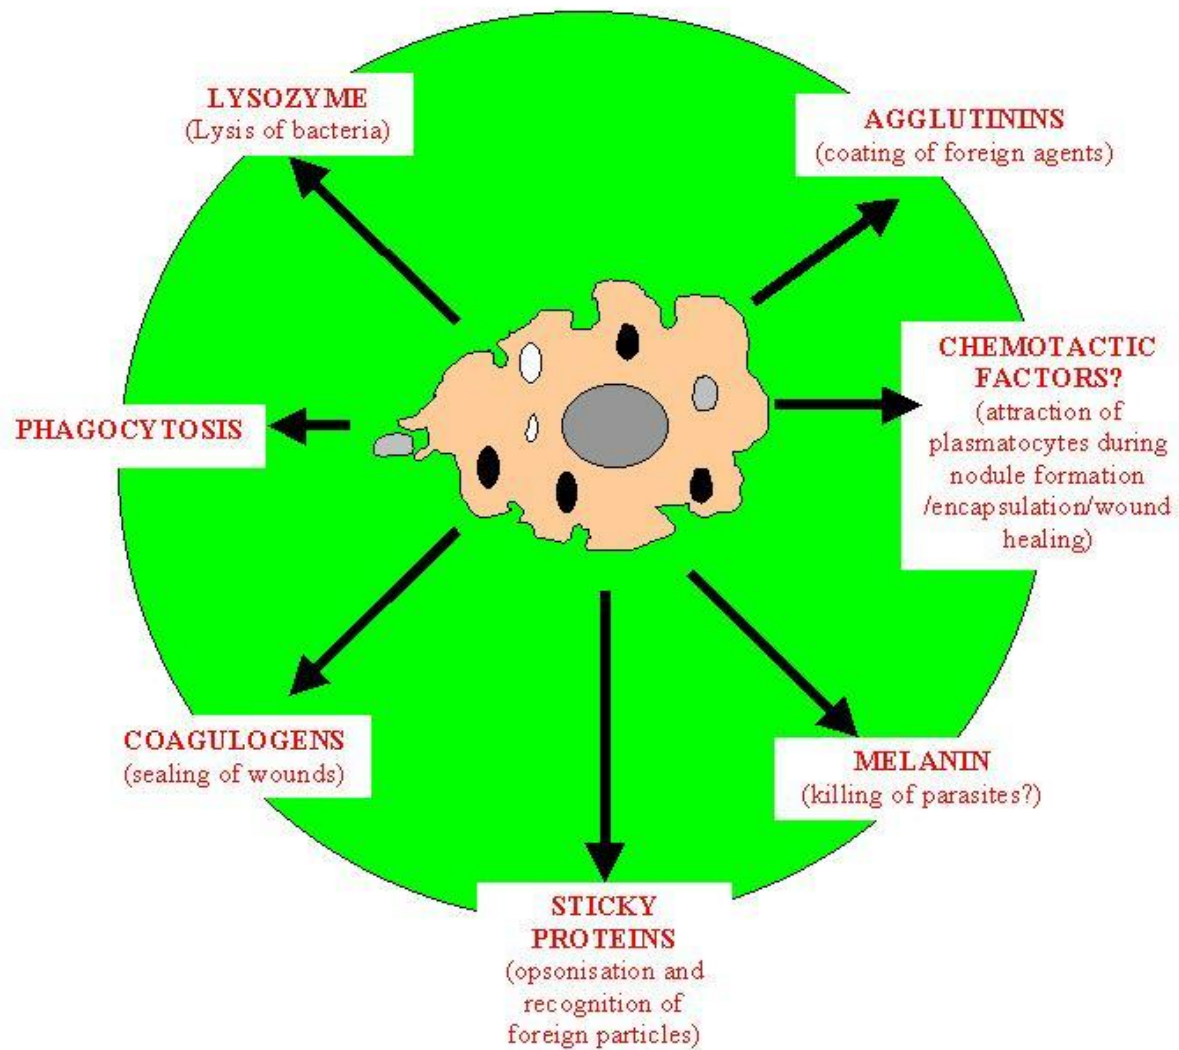 LYSOZYME
(Lysis of bacteria)
AGGLUTININS
(coating of foreign agents)
CHEMOTACTIC
FACTORS?
(attraction of
plasmatocytes during
nodule formation
/encapsulation/wound
healing)
PHAGOCYTOSIS
COAGULOGENS
(sealing of wounds)
MELANIN
(killing of parasites?)
STICKY
PROTEINS
(opsonisation and
recognition of
foreign particles)